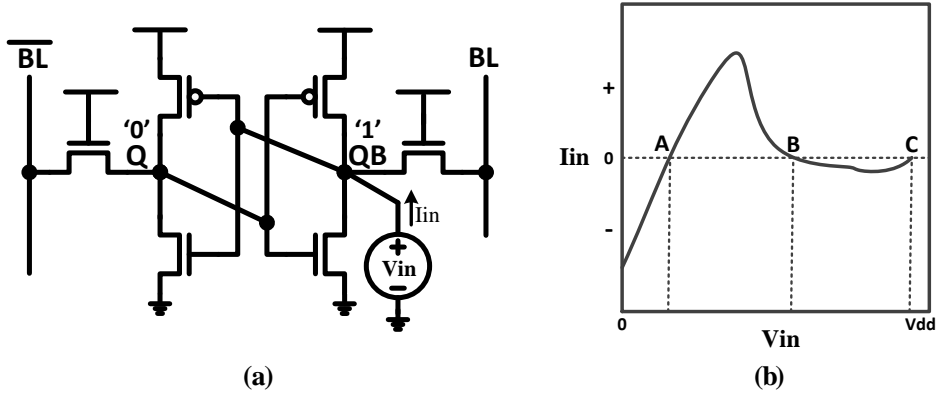 BL
BL
'0'
Q
'1'
QB
Iin
Vin
(a)
+
A
B
C
Iin
0
-
0
Vdd
Vin
(b)